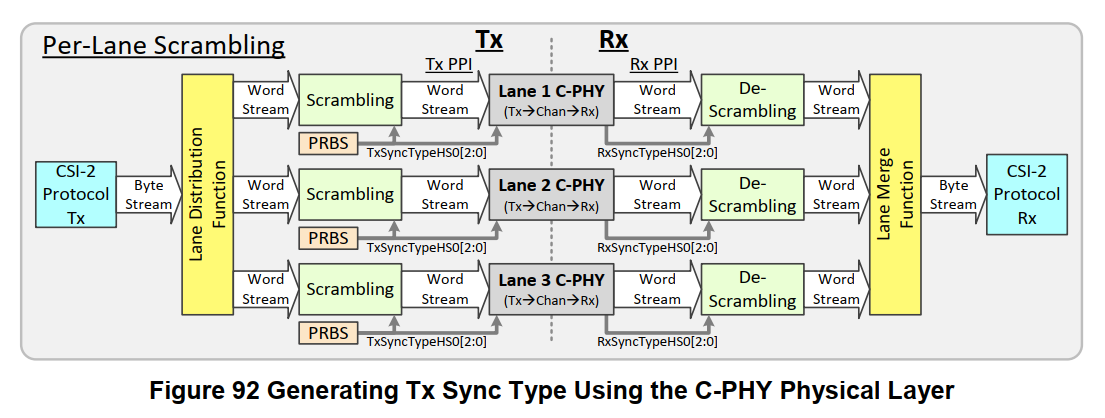 Per-Lane Scrambling
Tx
Rx
Tx PPI
Rx PPI
CSI-2
Protocol
Tx
Byte
Stream
Lane Distribution
Function
Word
Stream
Scrambling
Word
Stream
Lane 1 C-PHY
(Tx→Chan→Rx)
Word
Stream
De-
Scrambling
Word
Stream
PRBS
TxSyncTypeHS0[2:0]
RxSyncTypeHS0[2:0]
Word
Stream
Scrambling
Word
Stream
Lane 2 C-PHY
(Tx→Chan→Rx)
Word
Stream
De-
Scrambling
Word
Stream
PRBS
TxSyncTypeHS0[2:0]
RxSyncTypeHS0[2:0]
Word
Stream
Scrambling
Word
Stream
Lane 3 C-PHY
(Tx→Chan→Rx)
Word
Stream
De-
Scrambling
Word
Stream
PRBS
TxSyncTypeHS0[2:0]
RxSyncTypeHS0[2:0]
Lane Merge
Function
Byte
Stream
CSI-2
Protocol
Rx
Figure 92 Generating Tx Sync Type Using the C-PHY Physical Layer